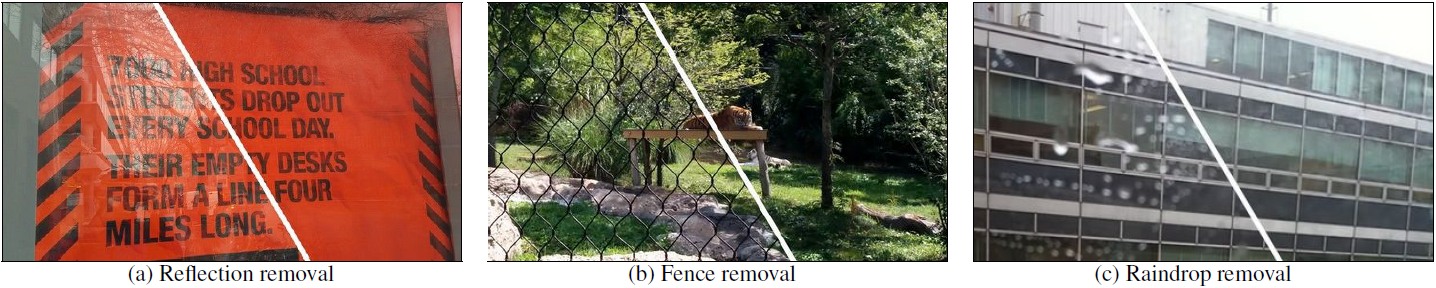 7000 HIGH SCHOOL
STUDENTS DROP OUT
EVERY SCHOOL DAY.
THEIR EMPTY DESKS
FORM A LINE FOUR
MILES LONG.
(a) Reflection removal
(b) Fence removal
(c) Raindrop removal